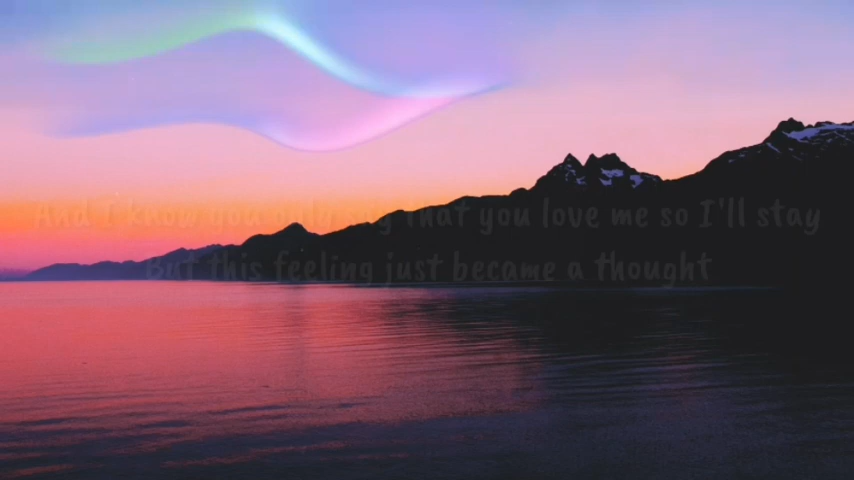 And I know you only say that you love me so I'll stay
But this feeling just became a thought